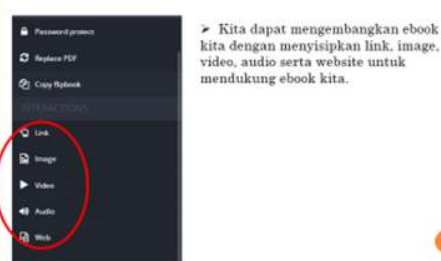 Password protect
Replace PDF
Copy flipbook
INTERACTIONS
Link
Image
Video
Audio
Web
➢ Kita dapat mengembangkan ebook
kita dengan menyisipkan link, image,
video, audio serta website untuk
mendukung ebook kita.